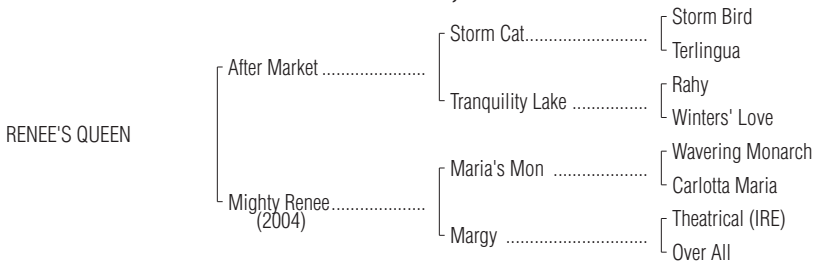 Storm Bird
Storm Cat..........................
Terlingua
After Market ......................
Rahy
Tranquility Lake ................
Winters' Love
RENEE'S QUEEN
Wavering Monarch
Maria's Mon ....................
Carlotta Maria
Mighty Renee....................
(2004)
Theatrical (IRE)
Margy ..............................
Over All